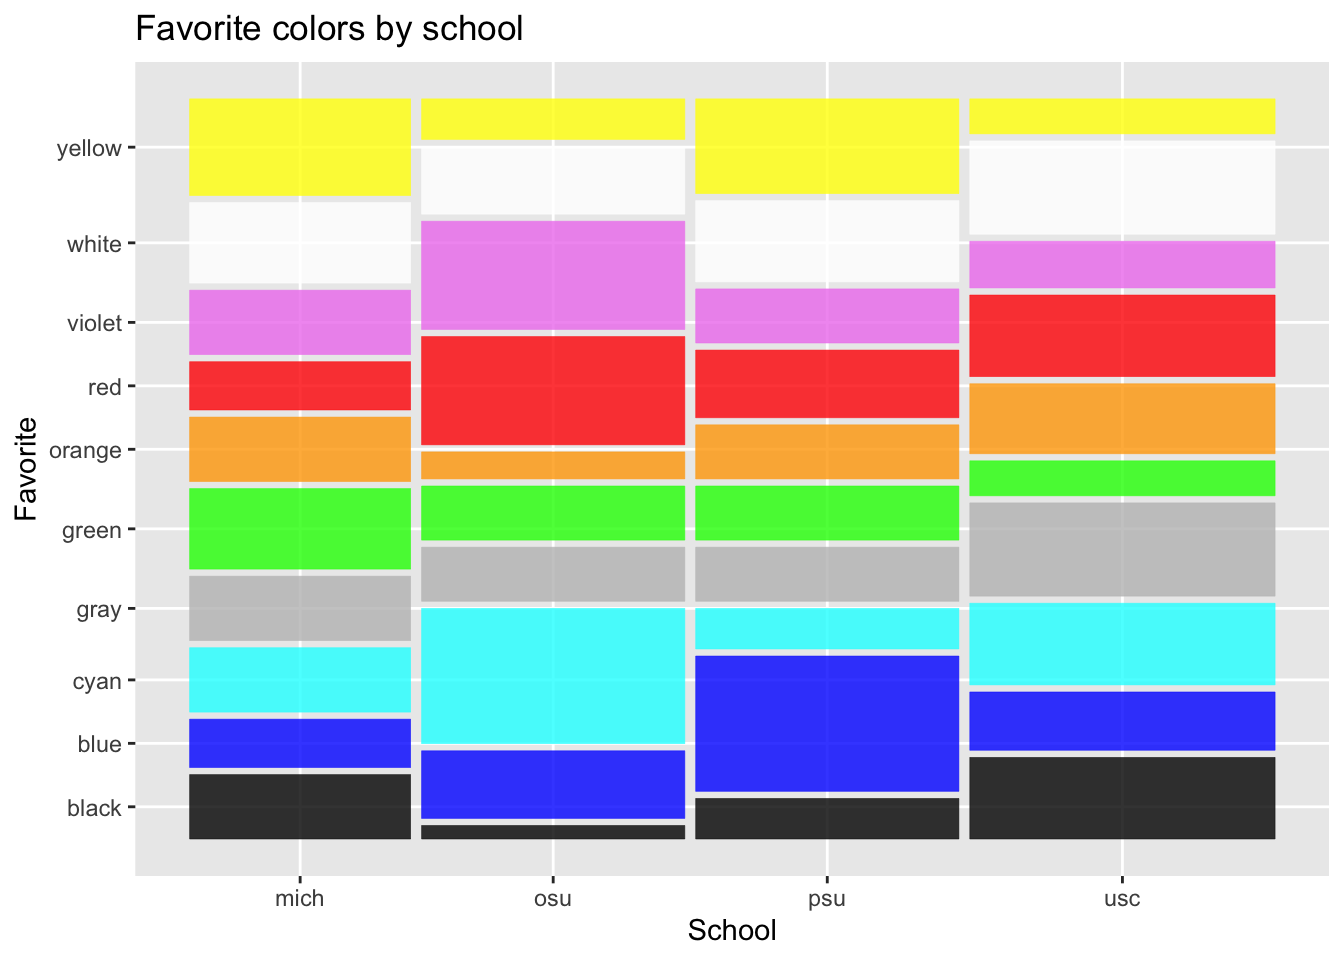 Favorite colors by school
Favorite
yellow
white
violet
red
orange
green
gray
cyan
blue
black
mich osu psu usc
School